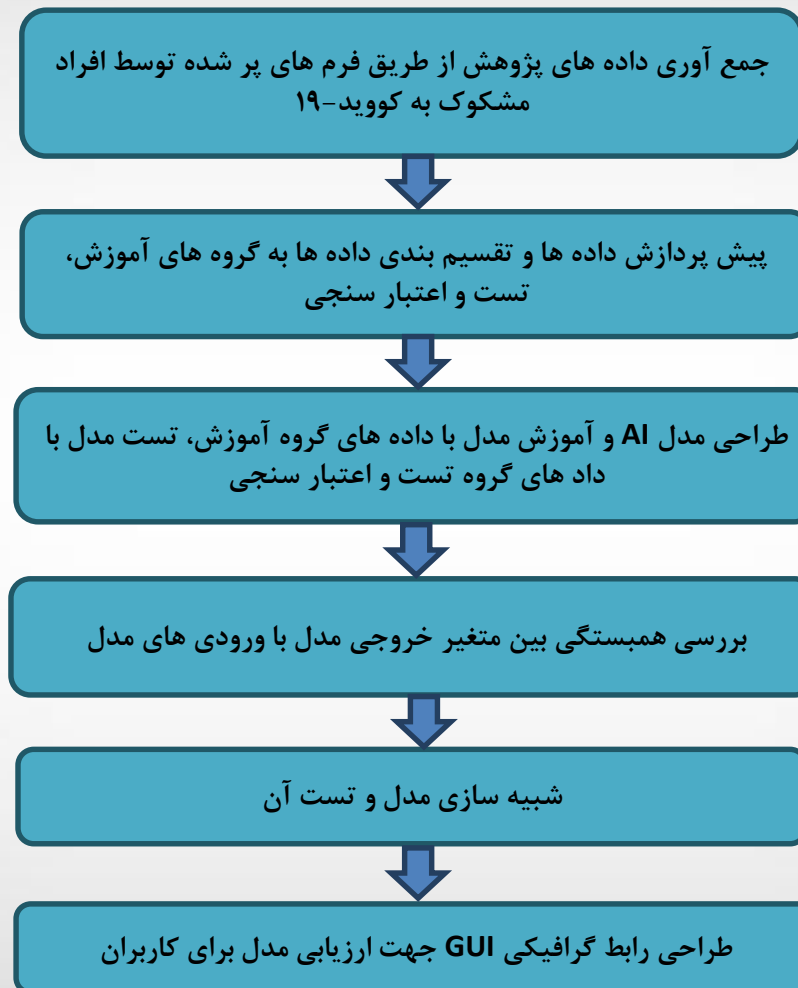 جمع آوری داده های پژوهش از طریق فرم های پر شده توسط افراد
مشکوک به کووید-۱۹
پیش پردازش داده ها و تقسیم بندی داده ها به گروه های آموزش،
تست و اعتبار سنجی
طراحی مدل AI و آموزش مدل با داده های گروه آموزش، تست مدل با
داد های گروه تست و اعتبار سنجی
بررسی همبستگی بین متغیر خروجی مدل با ورودی های مدل
شبیه سازی مدل و تست آن
طراحی رابط گرافیکی GUI جهت ارزیابی مدل برای کاربران